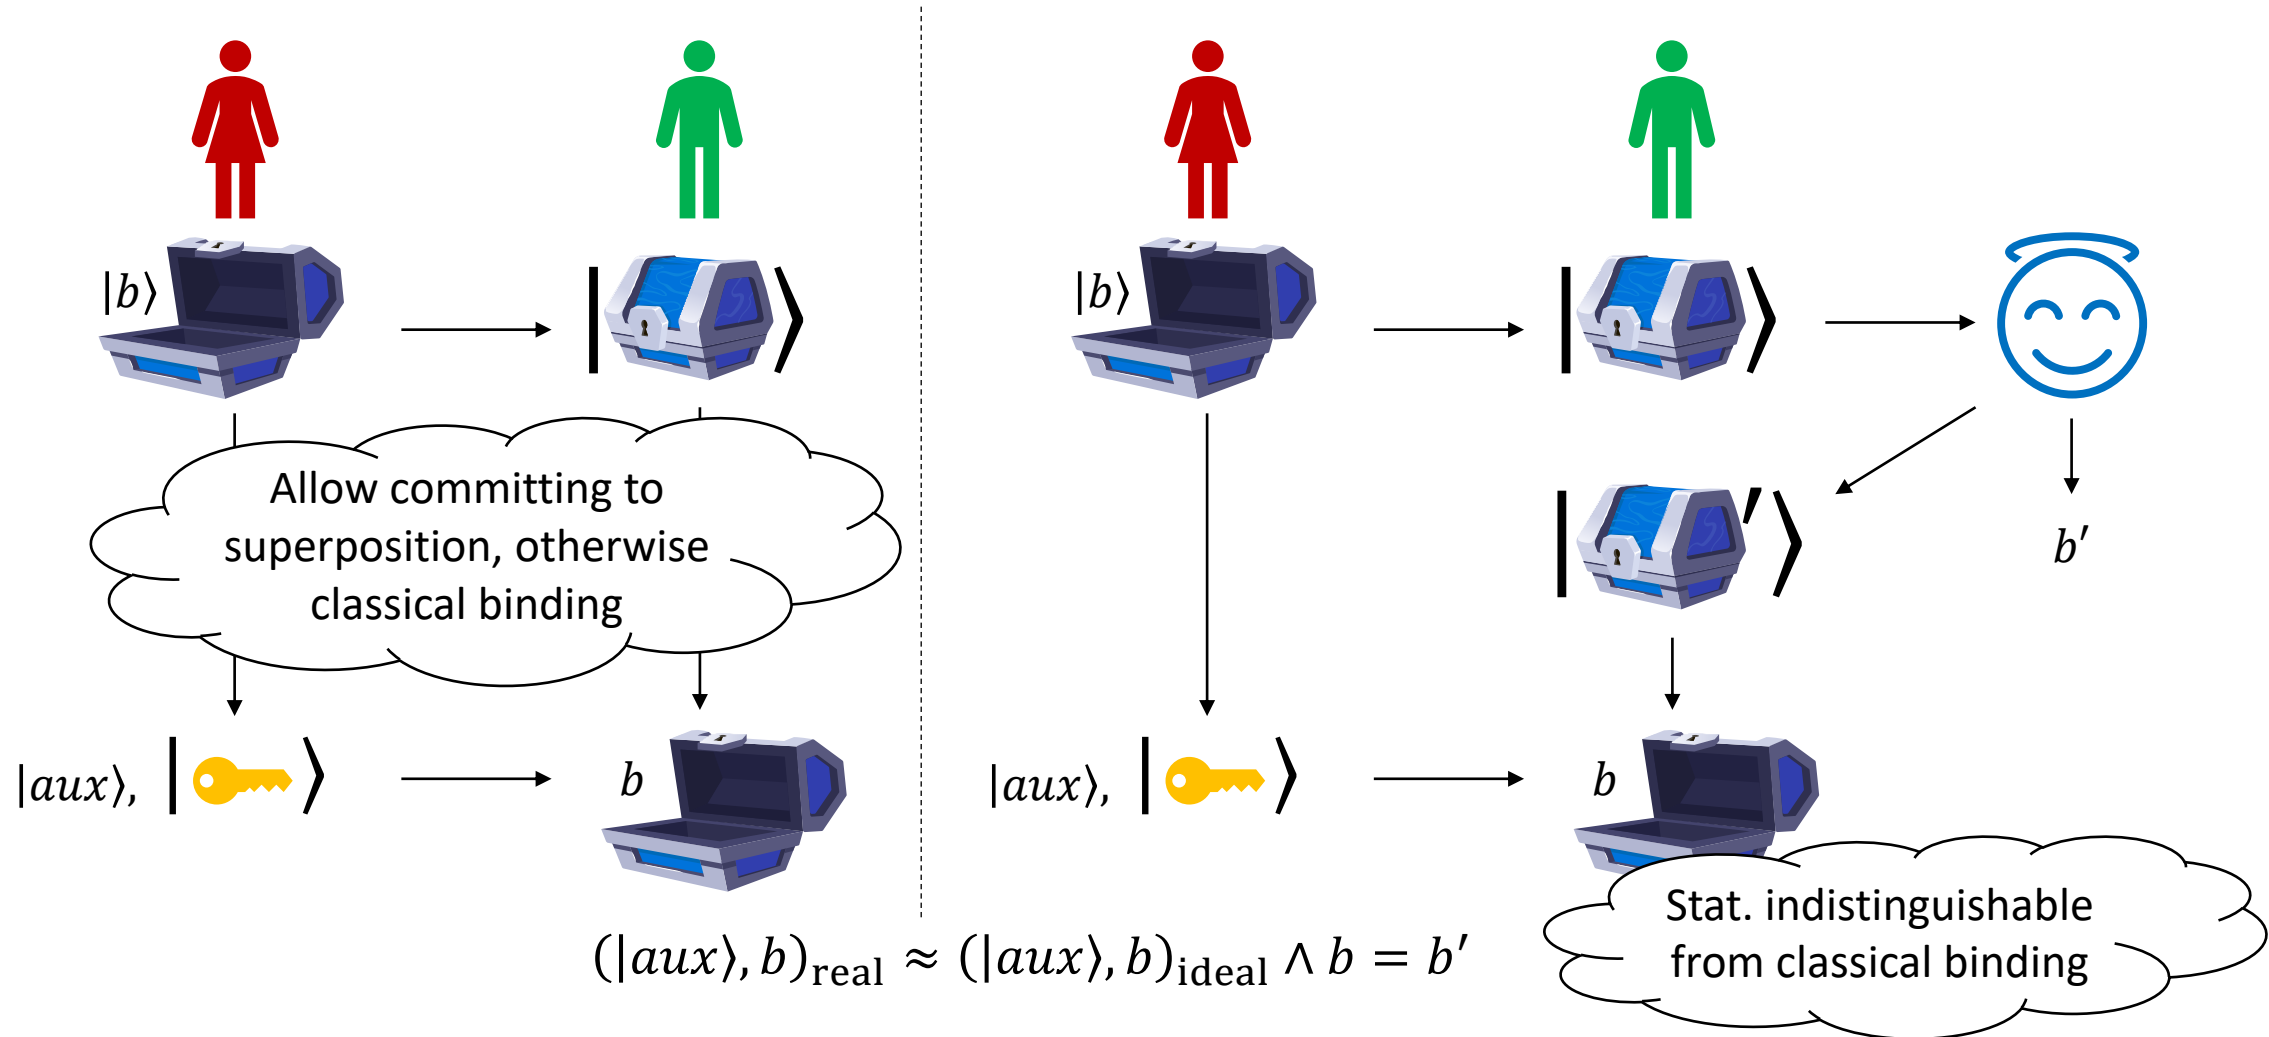 |b⟩
|b⟩
Allow committing to
superposition, otherwise
classical binding
| ⟩
| ⟩
| ′⟩
b′
|aux⟩, | ⟩
b
|aux⟩, | ⟩
b
Stat. indistinguishable
from classical binding
(|aux⟩, b)real ≈ (|aux⟩, b)ideal ∧ b = b′